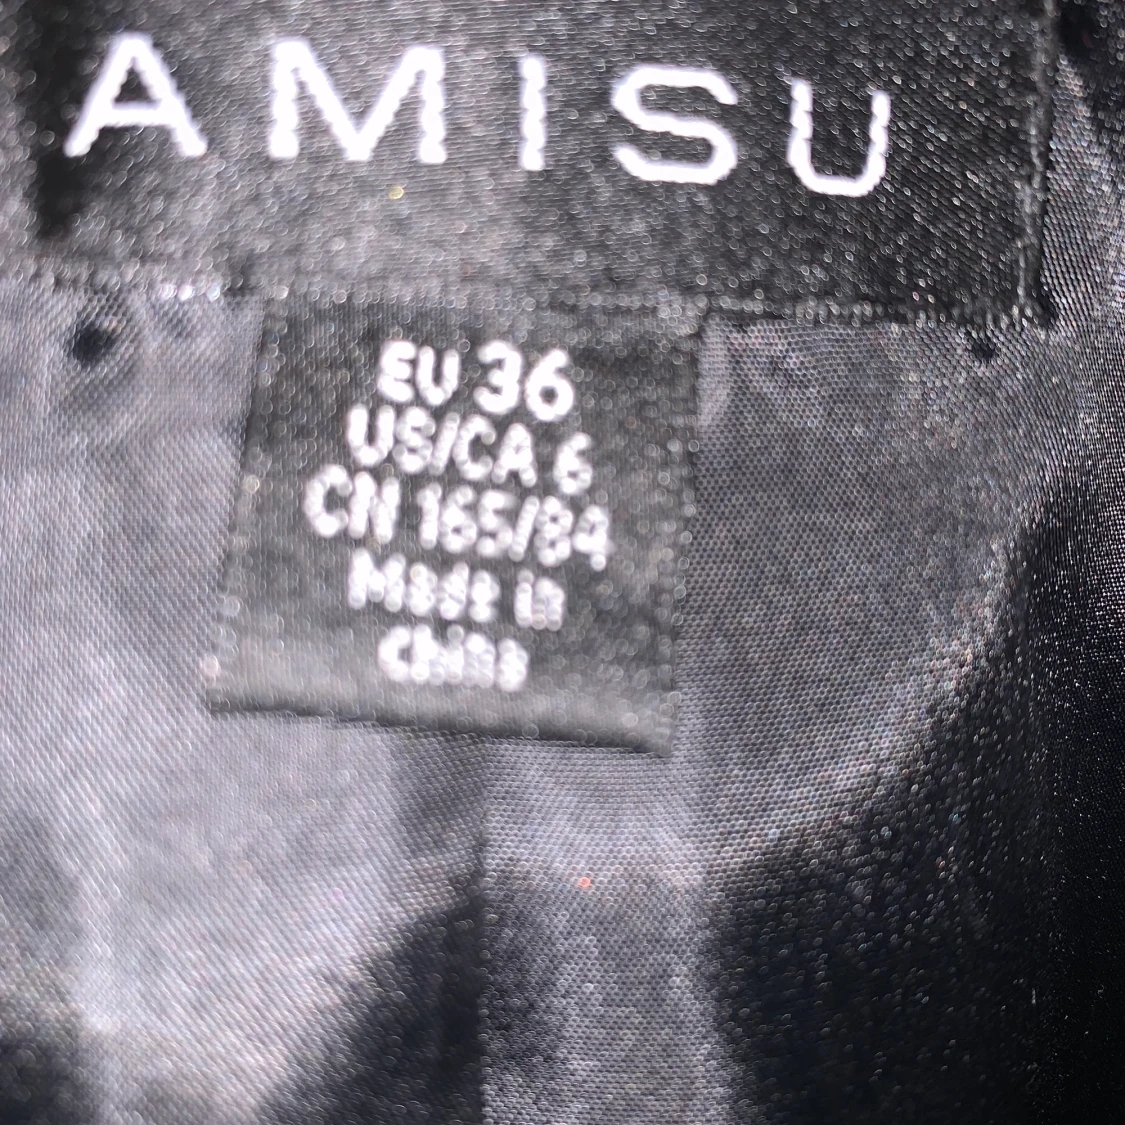 AMISU
EU 36
US/CA 6
CN 165/84
Made in
China